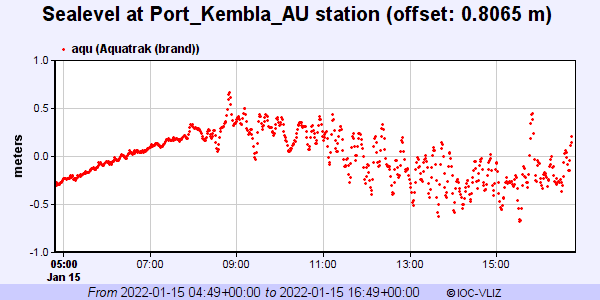 Sealevel at Port_Kembla_AU station (offset: 0.8065 m)
aqu (Aquatrak (brand))
1.0
0.5
0.0
-0.5
-1.0
meters
05:00 07:00 09:00 11:00 13:00 15:00
Jan 15
From 2022-01-15 04:49+00:00 to 2022-01-15 16:49+00:00 © IOC-VLIZ